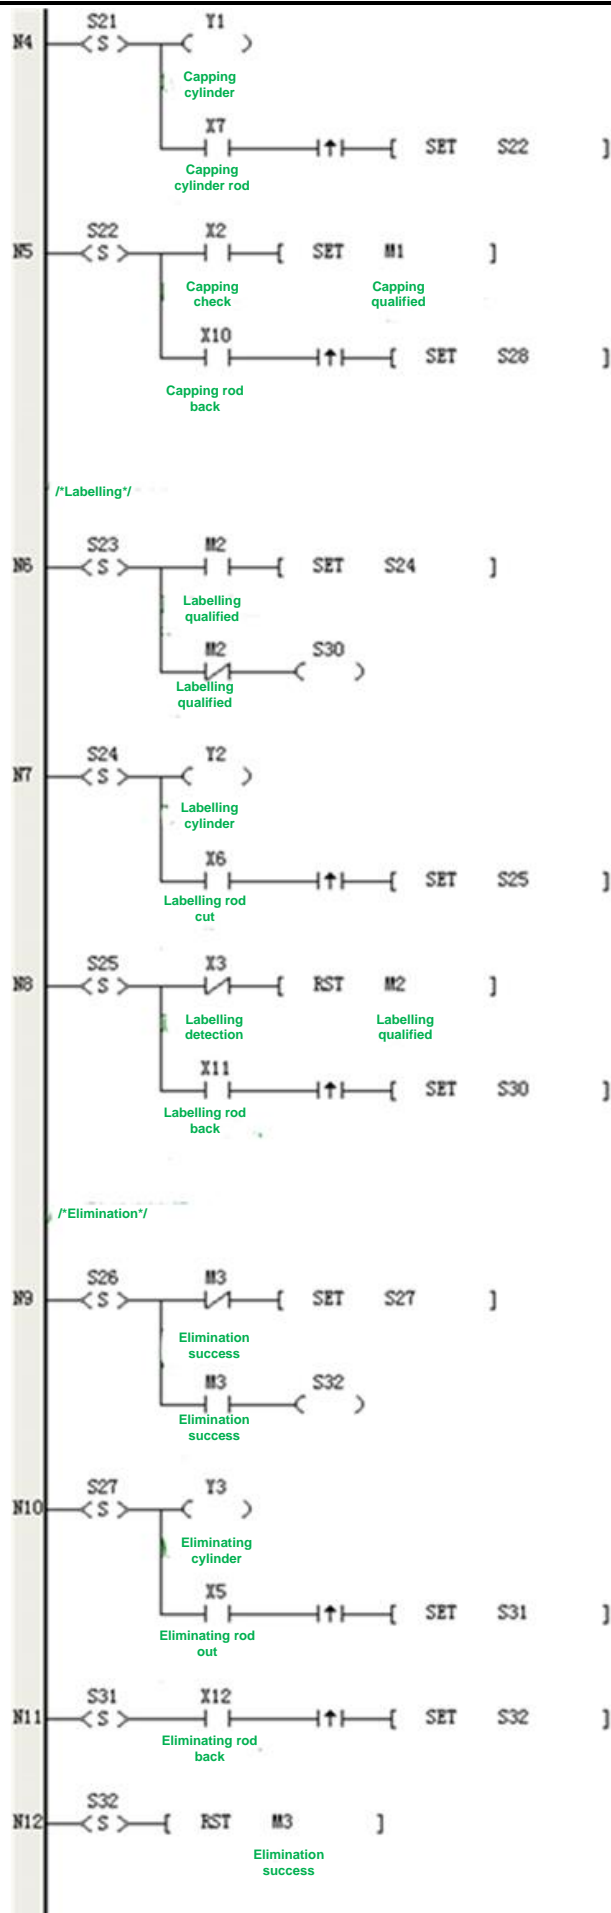 S21 Y1
N4 S
Capping
cylinder
X7
SET S22
Capping
cylinder rod
S22 X2
N5 S SET M1
Capping
check
Capping
qualified
X10
SET S28
Capping rod
back
/*Labelling*/
S23 M2
N6 S SET S24
Labelling
qualified
M2 S30
Labelling
qualified
S24 Y2
N7 S
Labelling
cylinder
X6
SET S25
Labelling rod
cut
S25 X3
N8 S RST M2
Labelling
detection
Labelling
qualified
X11
SET S30
Labelling rod
back
/*Elimination*/
S26 M3
N9 S SET S27
Elimination
success
M3 S32
Elimination
success
S27 Y3
N10 S
Eliminating
cylinder
X5
SET S31
Eliminating rod
out
S31 X12
N11 S SET S32
Eliminating rod
back
S32
N12 S RST M3
Elimination
success